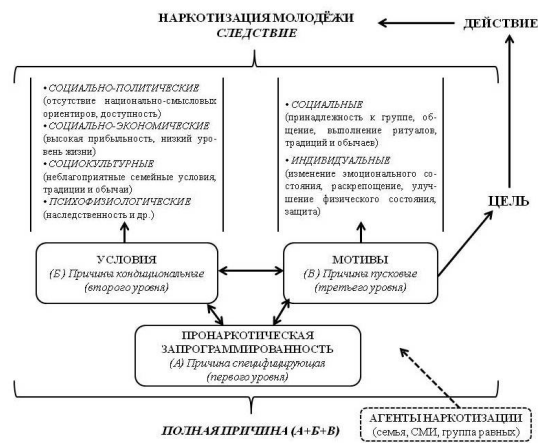 НАРКОТИЗАЦИЯ МОЛОДЁЖИ
СЛЕДСТВИЕ
ДЕЙСТВИЕ
• СОЦИАЛЬНО-ПОЛИТИЧЕСКИЕ
(отсутствие национально-смысловых
ориентиров, доступность)
• СОЦИАЛЬНО-ЭКОНОМИЧЕСКИЕ
(высокая прибыльность, низкий уро-
вень жизни)
• СОЦИОКУЛЬТУРНЫЕ
(неблагоприятные семейные условия,
традиции и обычаи)
• ПСИХОФИЗИОЛОГИЧЕСКИЕ
(наследственность и др.)
• СОЦИАЛЬНЫЕ
(принадлежность к группе, об-
щение, выполнение ритуалов,
традиций и обычаев)
• ИНДИВИДУАЛЬНЫЕ
(изменение эмоционального со-
стояния, раскрепощение, улуч-
шение физического состояния,
защита)
ЦЕЛЬ
УСЛОВИЯ
(Б) Причины кондициональные
(второго уровня)
МОТИВЫ
(В) Причины пусковые
(третьего уровня)
ПРОНАРКОТИЧЕСКАЯ
ЗАПРОГРАММИРОВАННОСТЬ
(А) Причина специфицирующая
(первого уровня)
АГЕНТЫ НАРКОТИЗАЦИИ
(семья, СМИ, группа равных)
ПОЛНАЯ ПРИЧИНА (А+Б+В)